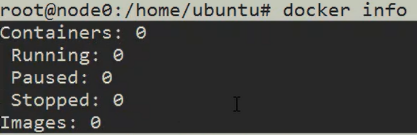 root@node0:/home/ubuntu# docker info
Containers: 0
Running: 0
Paused: 0
Stopped: 0
Images: 0